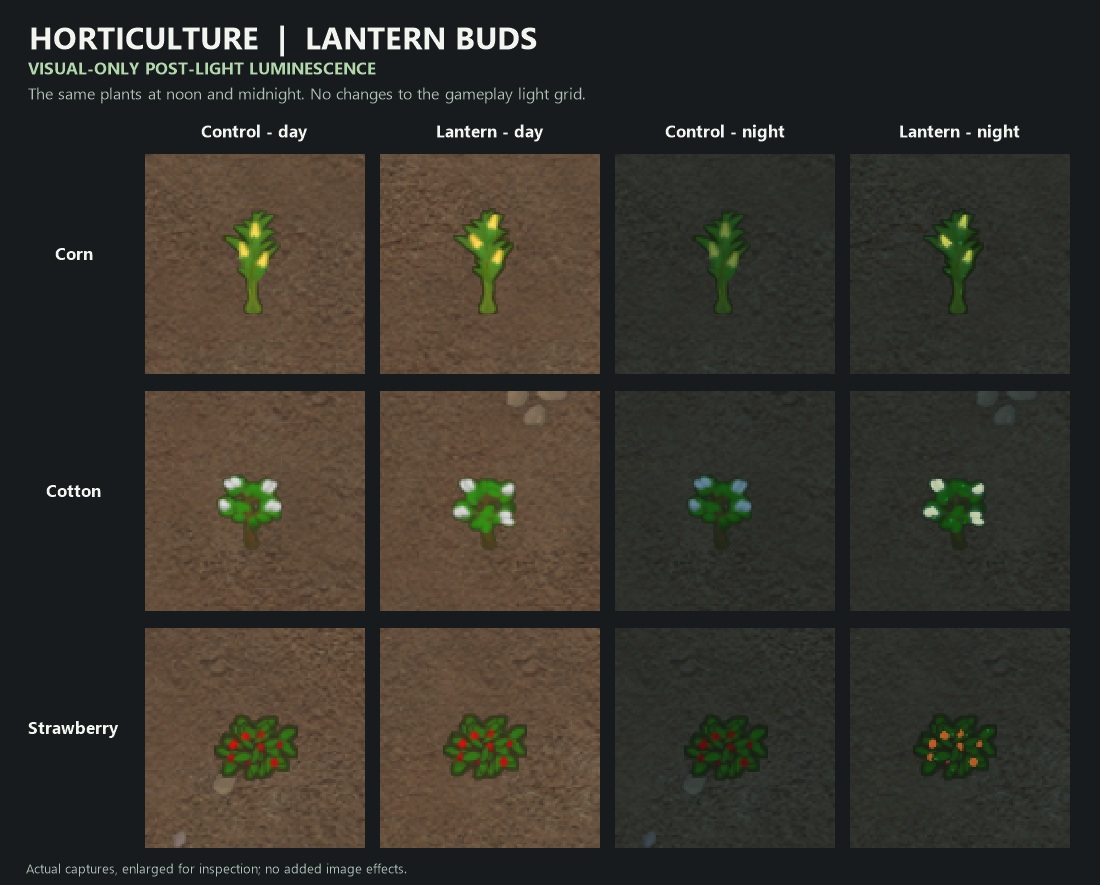 HORTICULTURE | LANTERN BUDS
VISUAL-ONLY POST-LIGHT LUMINESCENCE
The same plants at noon and midnight. No changes to the gameplay light grid.
Control - day Lantern - day Control - night Lantern - night
Corn
Cotton
Strawberry
Actual captures, enlarged for inspection; no added image effects.